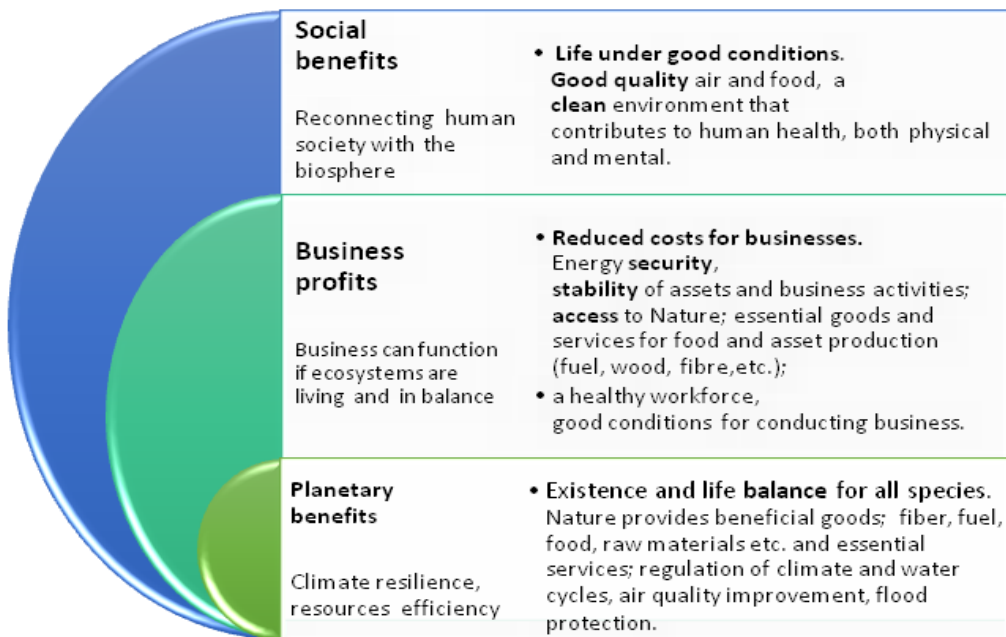 Social
benefits
Reconnecting human
society with the
biosphere
• Life under good conditions.
Good quality air and food, a
clean environment that
contributes to human health, both physical
and mental.
Business
profits
Business can function
if ecosystems are
living and in balance
• Reduced costs for businesses.
Energy security,
stability of assets and business activities;
access to Nature; essential goods and
services for food and asset production
(fuel, wood, fibre,etc.);
• a healthy workforce,
good conditions for conducting business.
Planetary
benefits
Climate resilience,
resources efficiency
• Existence and life balance for all species.
Nature provides beneficial goods; fiber, fuel,
food, raw materials etc. and essential
services; regulation of climate and water
cycles, air quality improvement, flood
protection.